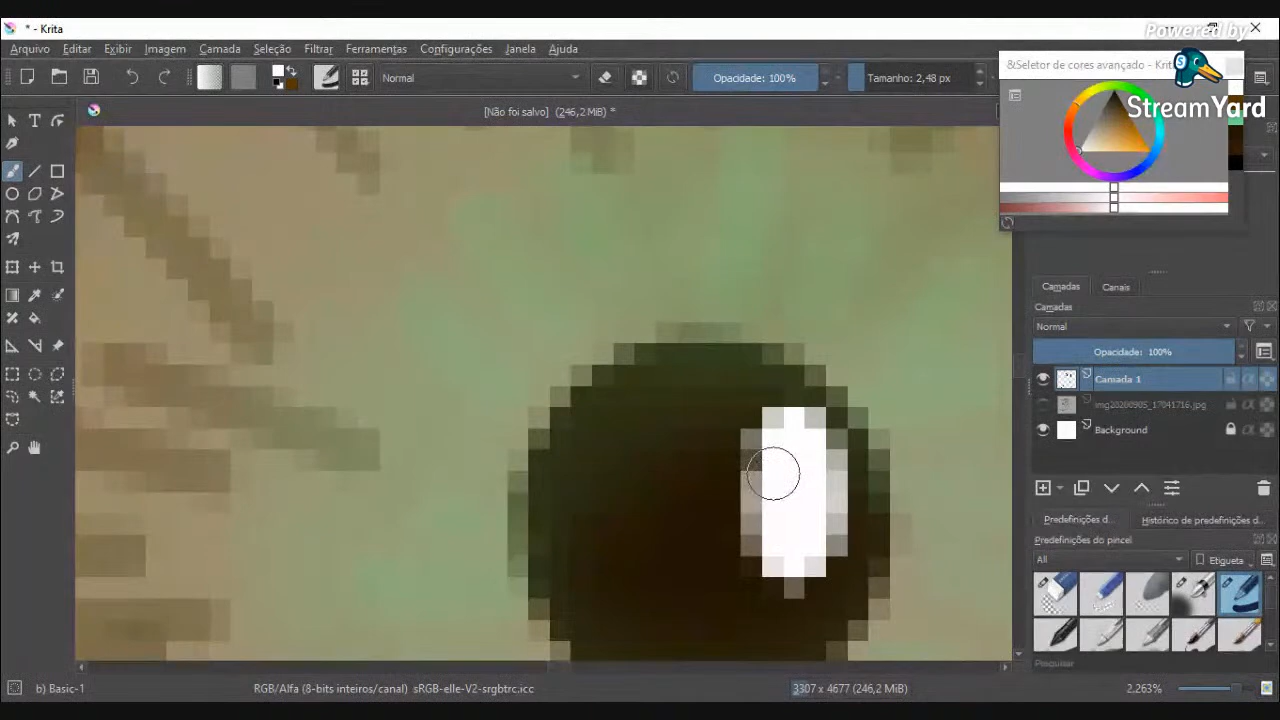 * - Krita
Powered by
StreamYard
Arquivo Editar Exibir Imagem Camada Seleção Filtrar Ferramentas Configurações Janela Ajuda
&Seletor de cores avançado - Krita
Normal Opacidade: 100% Tamanho: 2,48 px
[Não foi salvo] (246,2 MiB) *
Camadas Canais
Camadas
Normal
Opacidade: 100%
Camada 1
img20200905_17041716.jpg
Background
Predefinições d... Histórico de predefinições d...
Predefinições do pincel
All Etiqueta
Pesquisar
b) Basic-1 RGB/Alfa (8-bits inteiros/canal) sRGB-elle-V2-srgbtrc.icc 3307 x 4677 (246,2 MiB) 2,263%